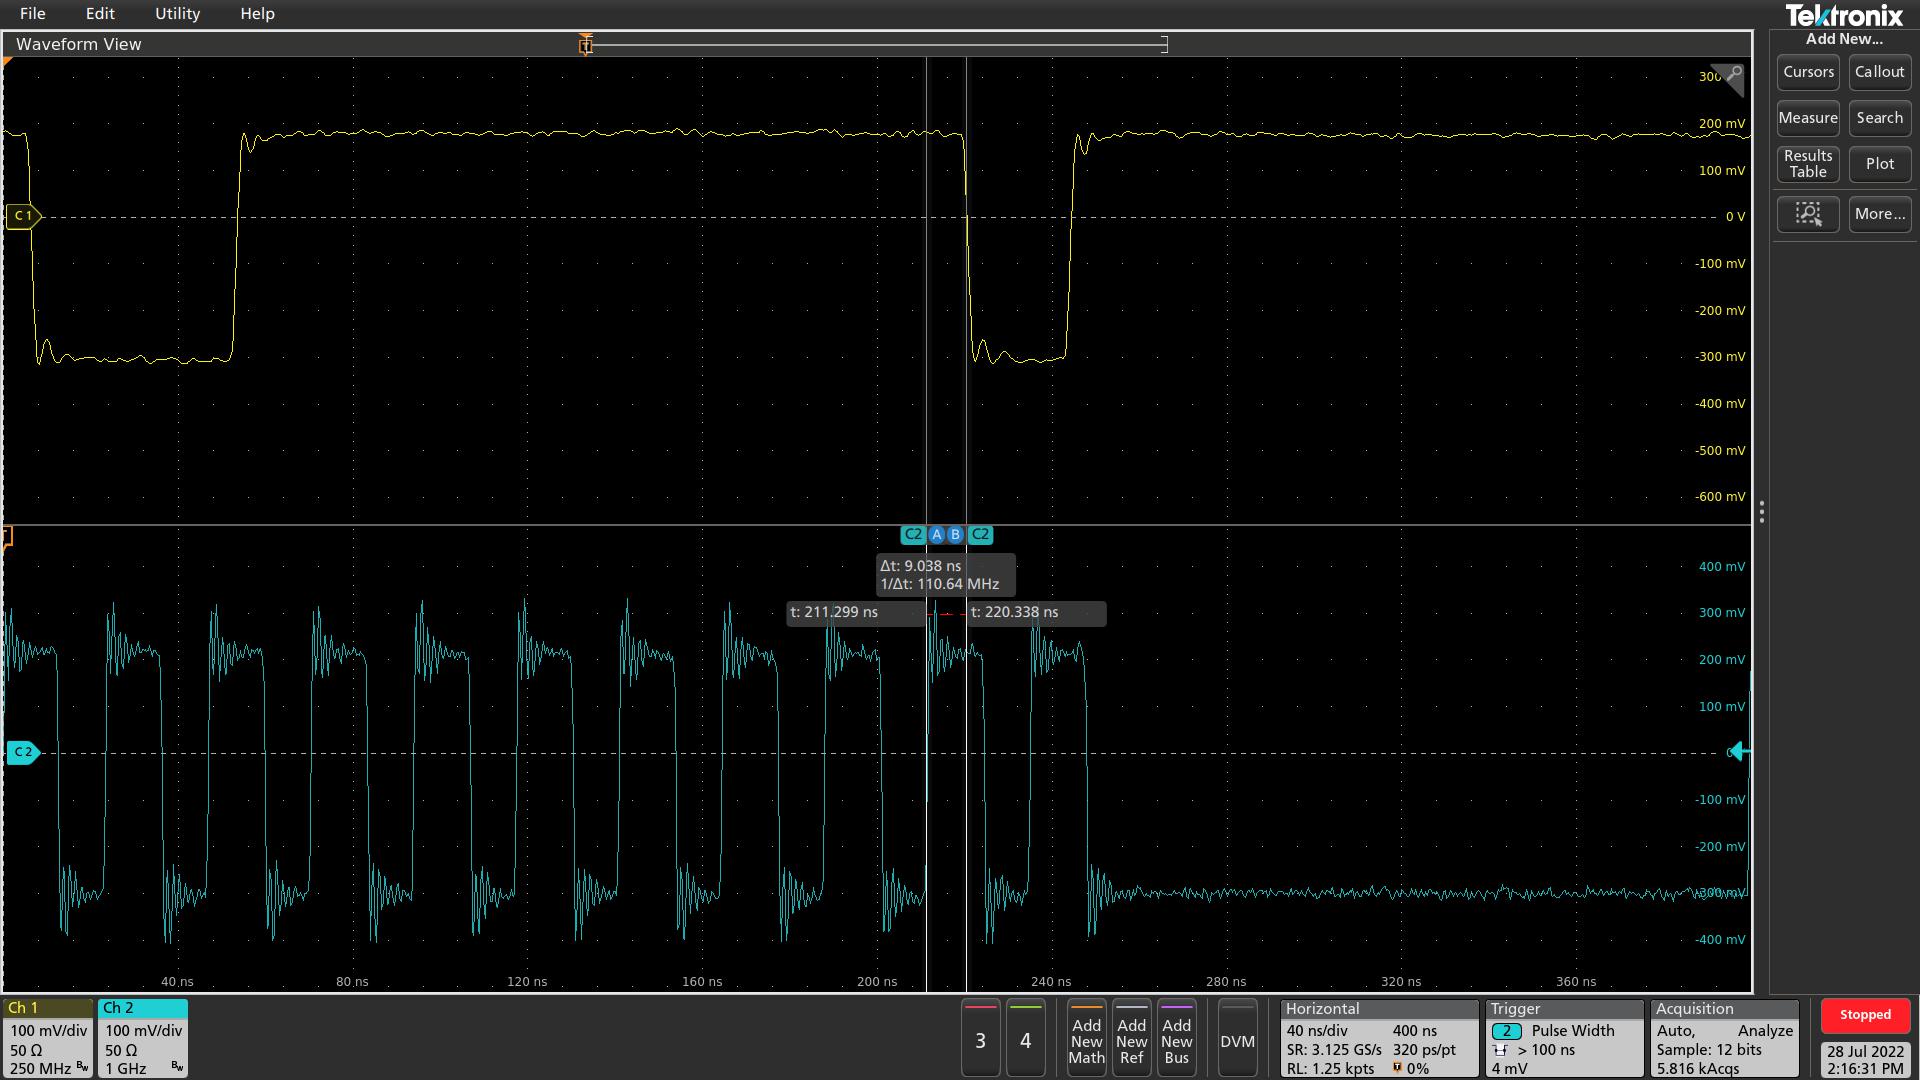 File Edit Utility Help
Tektronix
Waveform View
Add New...
Cursors Callout
Measure Search
Results Table Plot
More...
200 mV
100 mV
C 1
0 V
-100 mV
-200 mV
-300 mV
-400 mV
-500 mV
-600 mV
C2 A B C2
Δt: 9.038 ns
1/Δt: 110.64 MHz
t: 211.299 ns
t: 220.338 ns
400 mV
300 mV
200 mV
100 mV
C 2
-100 mV
-200 mV
-300 mV
-400 mV
40 ns 80 ns 120 ns 160 ns 200 ns 240 ns 280 ns 320 ns 360 ns
Ch 1
100 mV/div
50 Ω
250 MHz Bw
Ch 2
100 mV/div
50 Ω
1 GHz Bw
3
4
Add New Math
Add New Ref
Add New Bus
DVM
Horizontal
40 ns/div 400 ns
SR: 3.125 GS/s 320 ps/pt
RL: 1.25 kpts T 0%
Trigger
2 Pulse Width
> 100 ns
4 mV
Acquisition
Auto, Analyze
Sample: 12 bits
5.816 kAcqs
Stopped
28 Jul 2022
2:16:31 PM